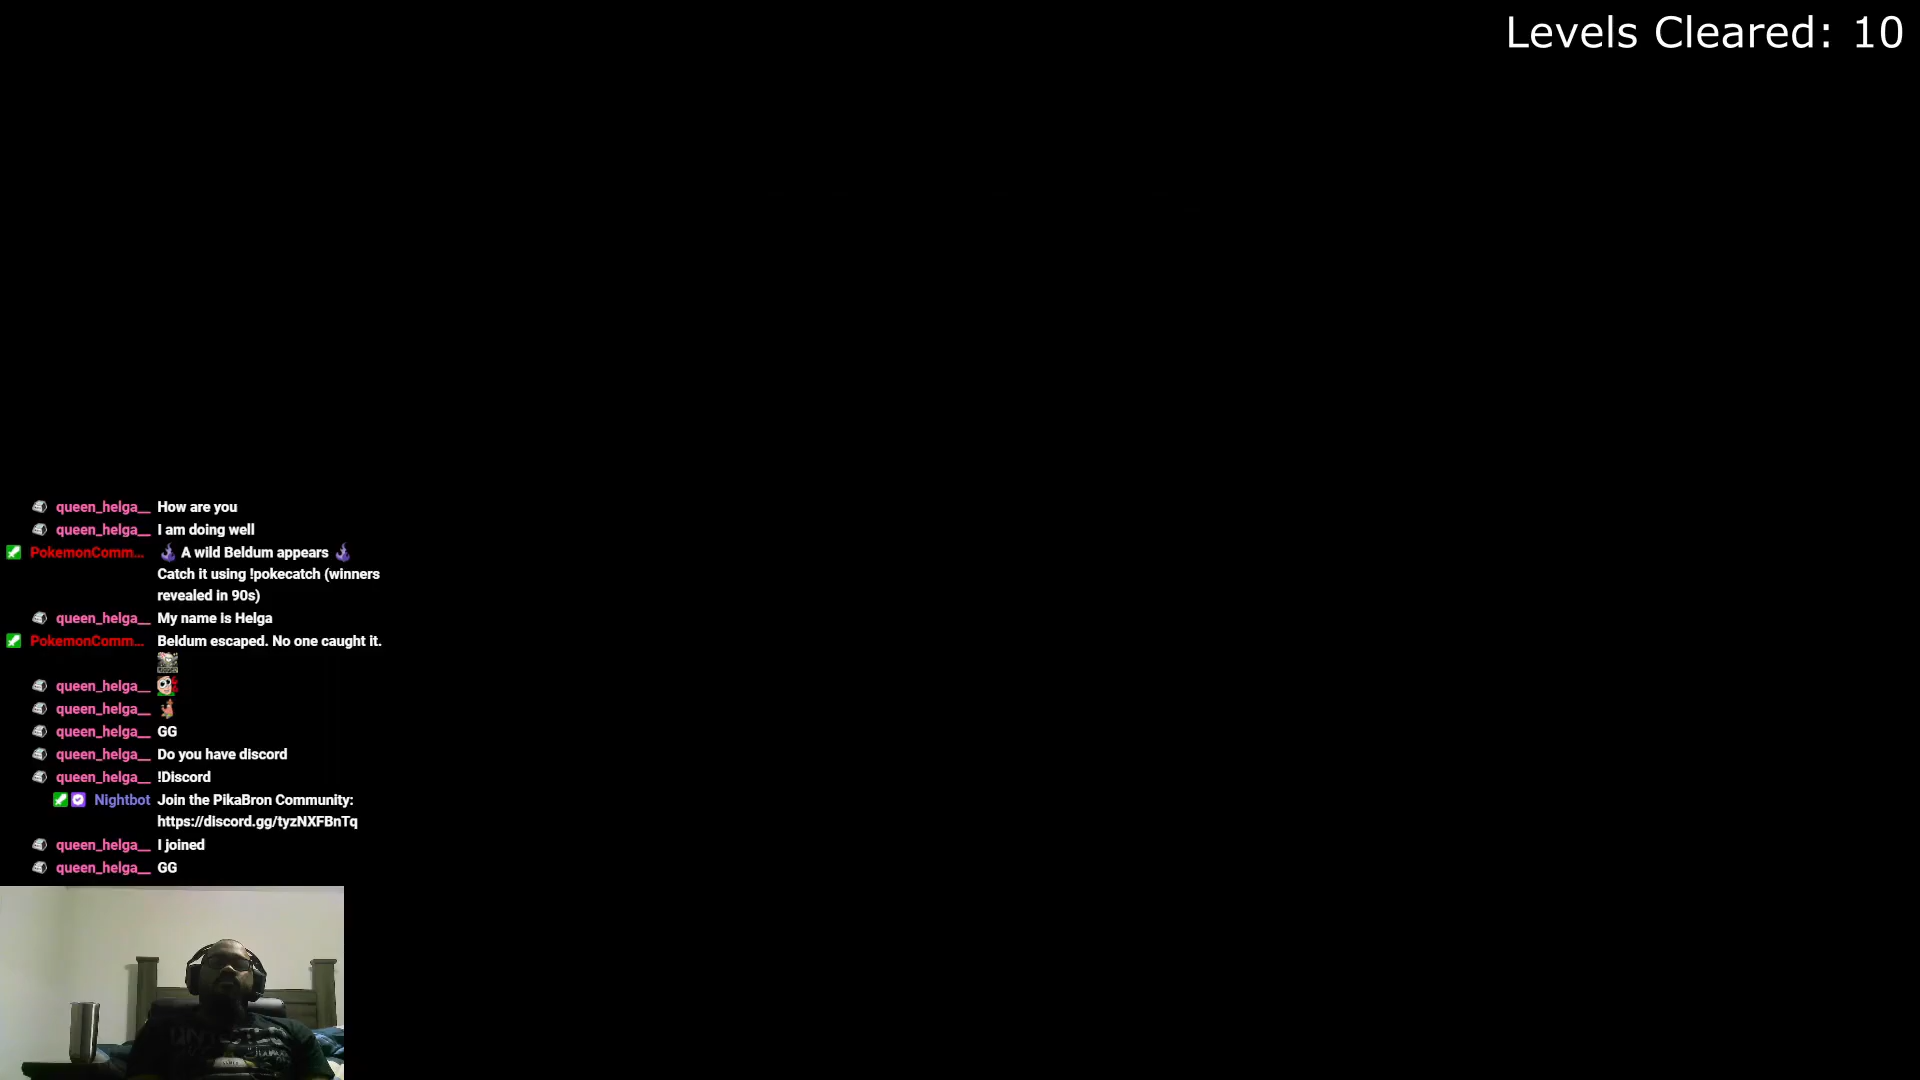 Levels Cleared: 10
queen_helga__ How are you
queen_helga__ I am doing well
PokemonComm... A wild Beldum appears
Catch it using !pokecatch (winners
revealed in 90s)
queen_helga__ My name is Helga
PokemonComm... Beldum escaped. No one caught it.
queen_helga__
queen_helga__
queen_helga__ GG
queen_helga__ Do you have discord
queen_helga__ !Discord
Nightbot Join the PikaBron Community:
https://discord.gg/tyzNXFBnTq
queen_helga__ I joined
queen_helga__ GG